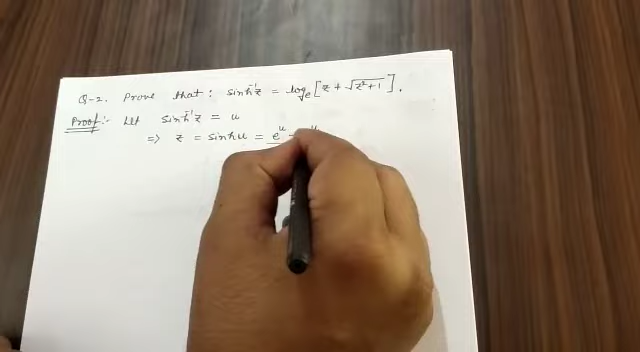 Q-2. Prove that: sinh⁻¹z = logₑ[z + √(z²+1)].
Proof:- Let sinh⁻¹z = u
⇒ z = sinhu = eᵘ -